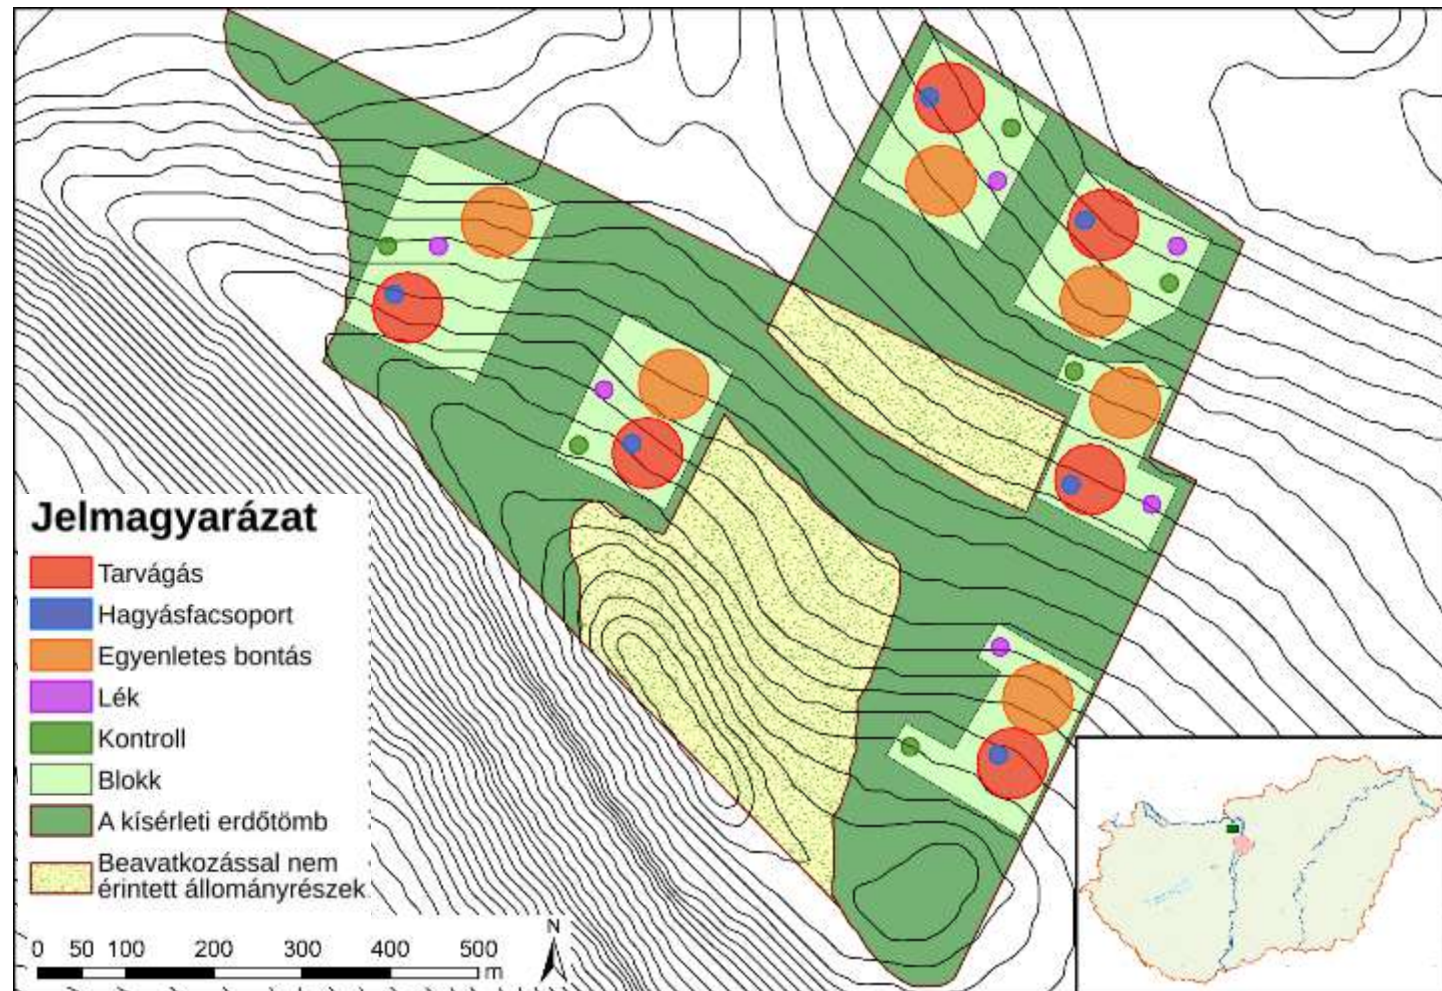 Jelmagyarázat
Tarvágás
Hagyásfacsoport
Egyenletes bontás
Lék
Kontroll
Blokk
A kísérleti erdőtömb
Beavatkozással nem
érintett állományrészek
N
0 50 100 200 300 400 500
m